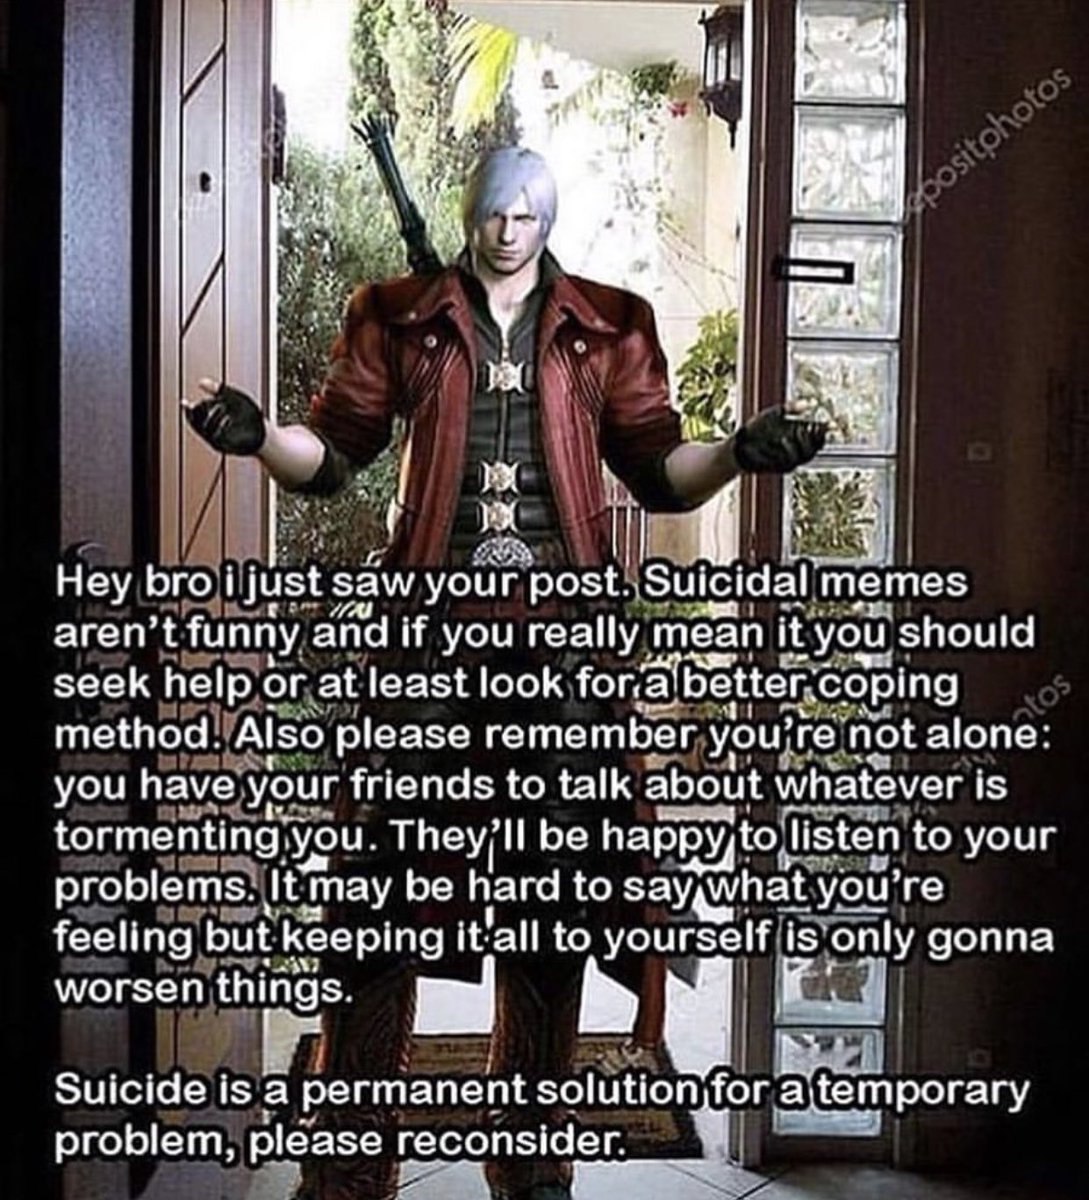 epositphotos
Hey bro i just saw your post. Suicidal memes
aren't funny and if you really mean it you should
seek help or at least look for a better coping
method. Also please remember you're not alone:
you have your friends to talk about whatever is
tormenting you. They'll be happy to listen to your
problems. It may be hard to say what you're
feeling but keeping it all to yourself is only gonna
worsen things.
Suicide is a permanent solution for a temporary
problem, please reconsider.